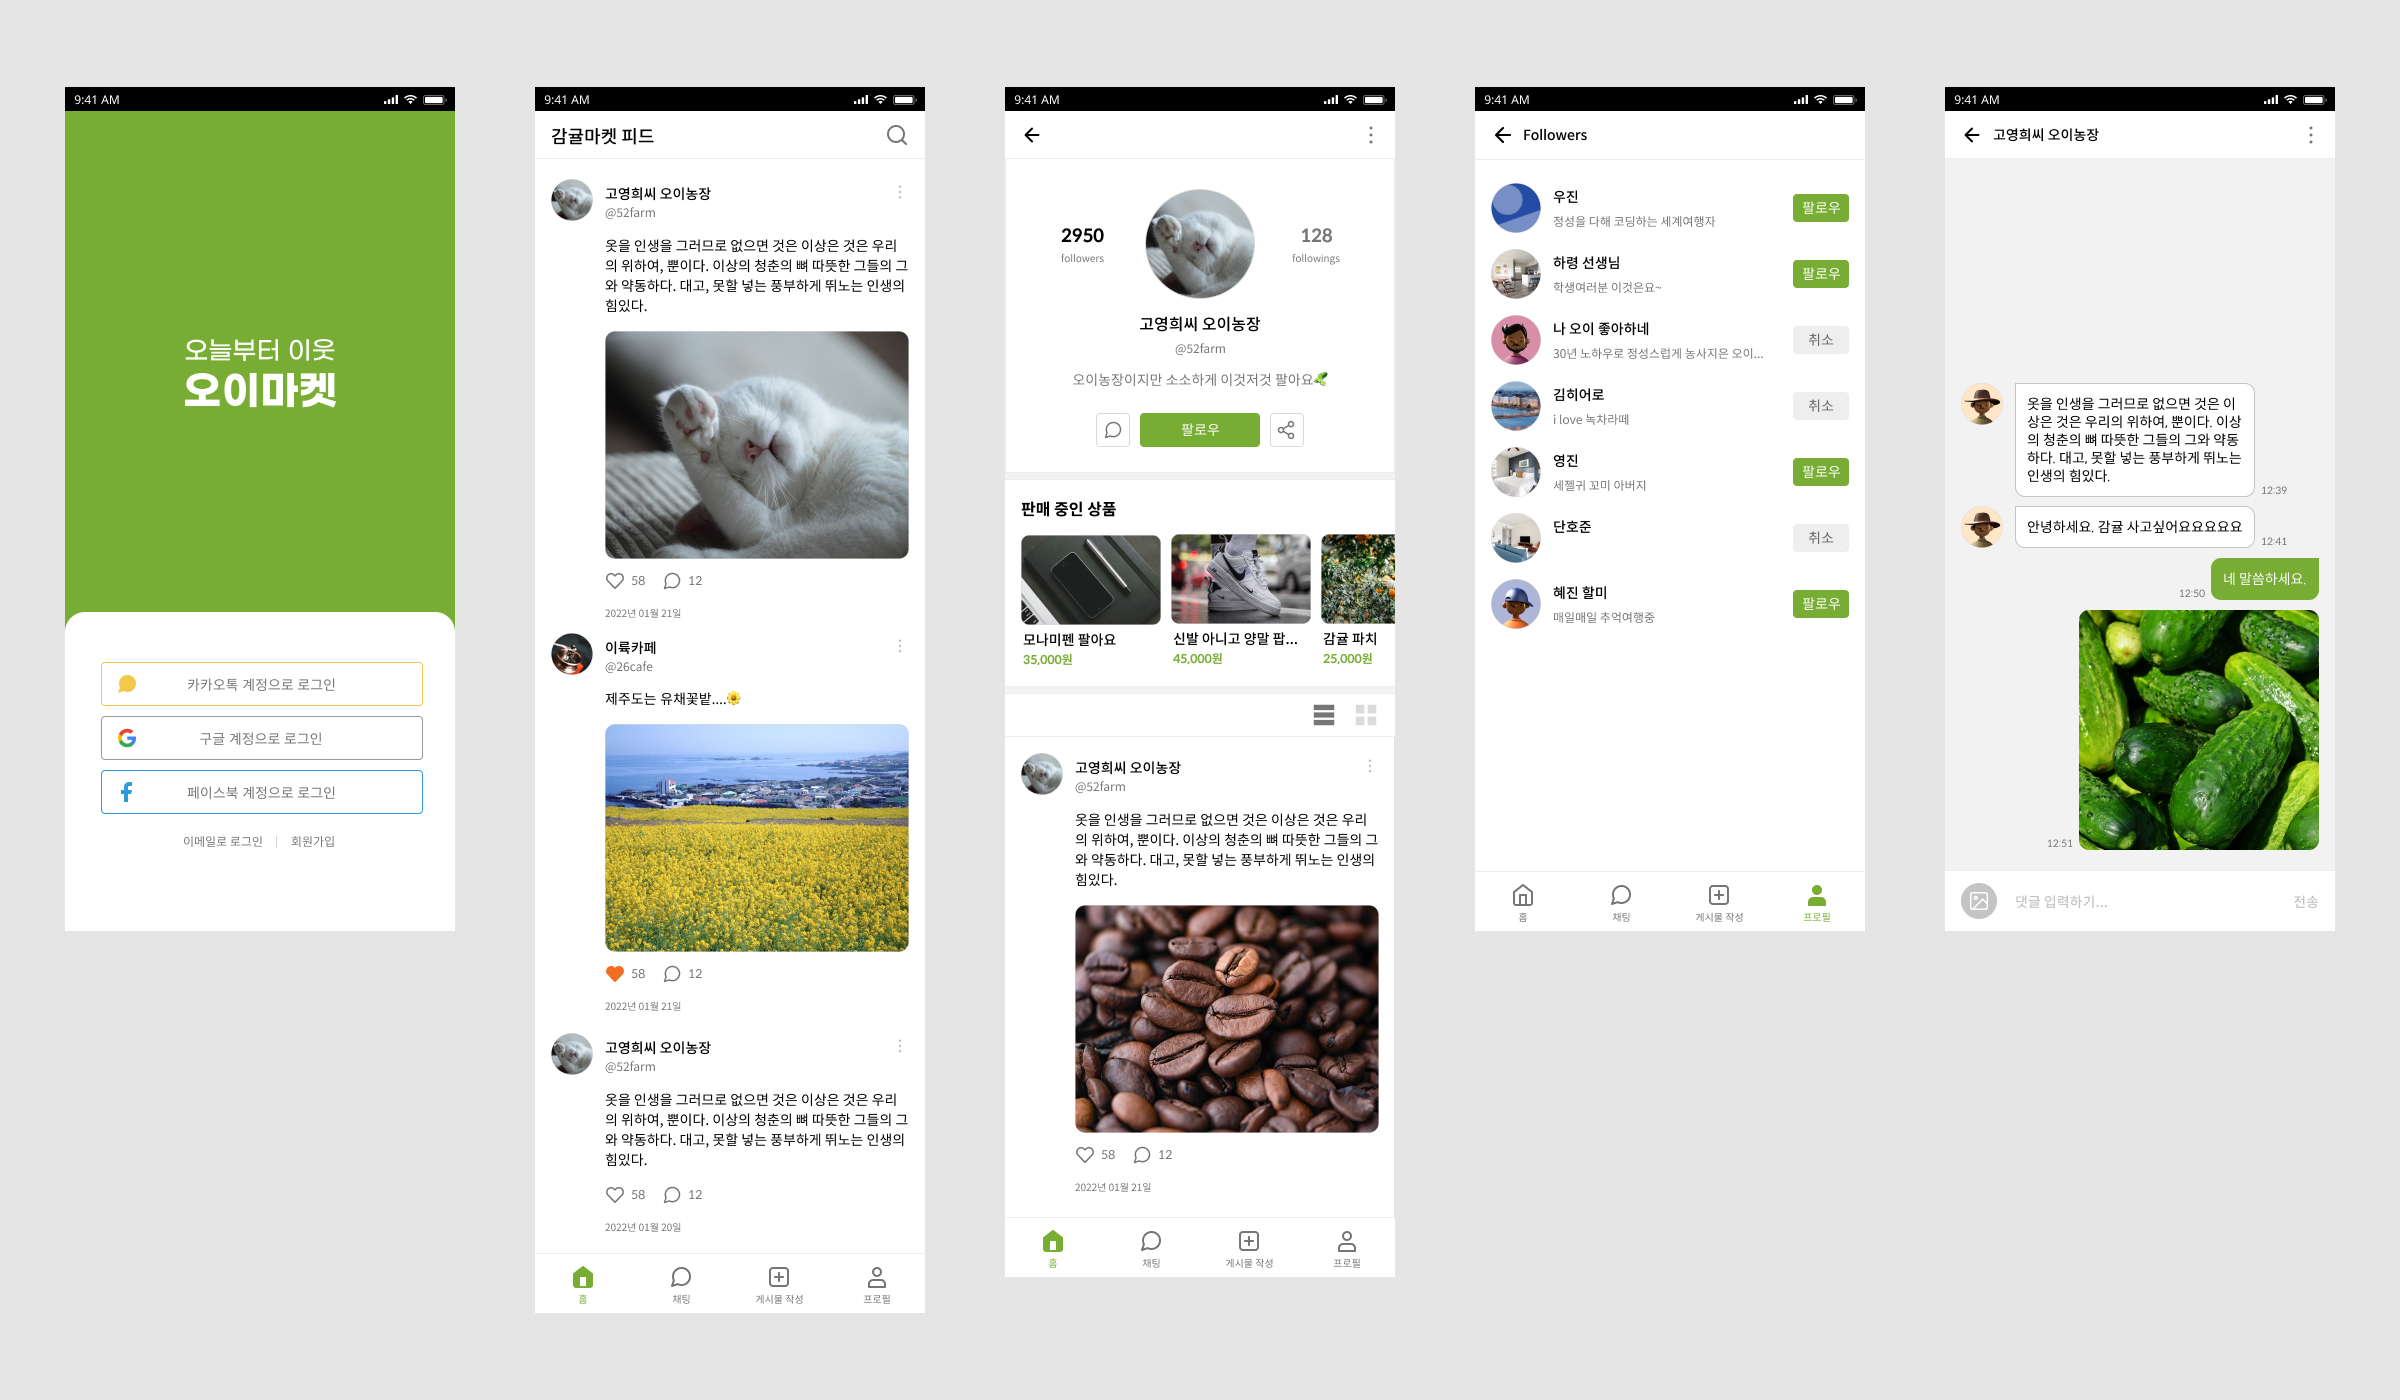 9:41 AM
오늘부터 이웃
오이마켓
카카오톡 계정으로 로그인
구글 계정으로 로그인
페이스북 계정으로 로그인
이메일로 로그인
회원가입
9:41 AM
감귤마켓 피드
고영희씨 오이농장
@52farm
옷을 인생을 그러므로 없으면 것은 이상은 것은 우리
의 위하여, 뿐이다. 이상의 청춘의 뼈 따뜻한 그들의 그
와 약동하다. 대고, 못할 넣는 풍부하게 뛰노는 인생의
힘있다.
58
12
2022년 01월 21일
이륙카페
@26cafe
제주도는 유채꽃밭....🌼
58
12
2022년 01월 21일
고영희씨 오이농장
@52farm
옷을 인생을 그러므로 없으면 것은 이상은 것은 우리
의 위하여, 뿐이다. 이상의 청춘의 뼈 따뜻한 그들의 그
와 약동하다. 대고, 못할 넣는 풍부하게 뛰노는 인생의
힘있다.
58
12
2022년 01월 20일
홈
채팅
게시물 작성
프로필
9:41 AM
2950
followers
128
followings
고영희씨 오이농장
@52farm
오이농장이지만 소소하게 이것저것 팔아요
팔로우
판매 중인 상품
모나미펜 팔아요
35,000원
신발 아니고 양말 팝...
45,000원
감귤 파치
25,000원
고영희씨 오이농장
@52farm
옷을 인생을 그러므로 없으면 것은 이상은 것은 우리
의 위하여, 뿐이다. 이상의 청춘의 뼈 따뜻한 그들의 그
와 약동하다. 대고, 못할 넣는 풍부하게 뛰노는 인생의
힘있다.
58
12
2022년 01월 21일
홈
채팅
게시물 작성
프로필
9:41 AM
Followers
우진
정성을 다해 코딩하는 세계여행자
팔로우
하령 선생님
학생여러분 이것은요~
팔로우
나 오이 좋아하네
30년 노하우로 정성스럽게 농사지은 오이...
취소
김히어로
i love 녹차라떼
취소
영진
세젤귀 꼬미 아버지
팔로우
단호준
취소
혜진 할미
매일매일 추억여행중
팔로우
홈
채팅
게시물 작성
프로필
9:41 AM
고영희씨 오이농장
옷을 인생을 그러므로 없으면 것은 이
상은 것은 우리의 위하여, 뿐이다. 이상
의 청춘의 뼈 따뜻한 그들의 그와 약동
하다. 대고, 못할 넣는 풍부하게 뛰노는
인생의 힘있다.
12:39
안녕하세요. 감귤 사고싶어요요요요요
12:41
네 말씀하세요.
12:50
12:51
댓글 입력하기...
전송